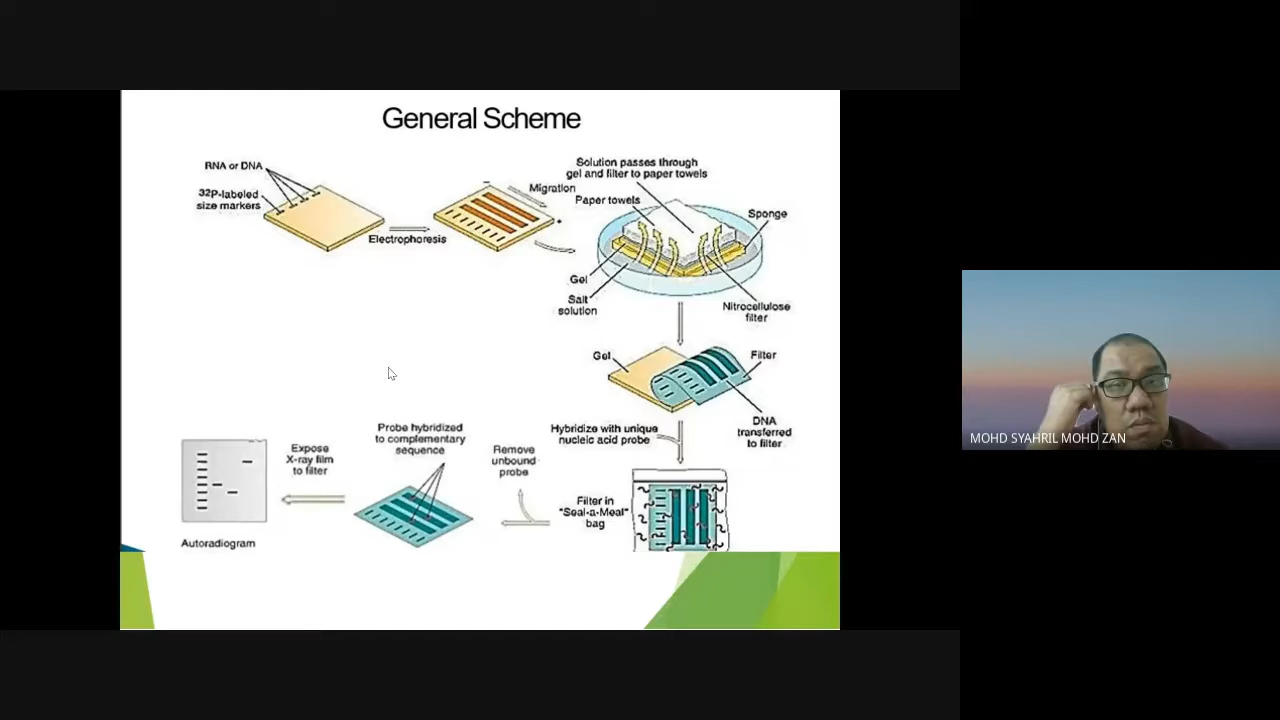 General Scheme
RNA or DNA
32P-labeled
size markers
Electrophoresis
−
Migration
+
Solution passes through
gel and filter to paper towels
Paper towels
Sponge
Gel
Salt
solution
Nitrocellulose
filter
Gel
Filter
DNA
transferred
to filter
Hybridize with unique
nucleic acid probe
Filter in
"Seal-a-Meal"
bag
Remove
unbound
probe
Probe hybridized
to complementary
sequence
Expose
X-ray film
to filter
Autoradiogram
MOHD SYAHRIL MOHD ZAN